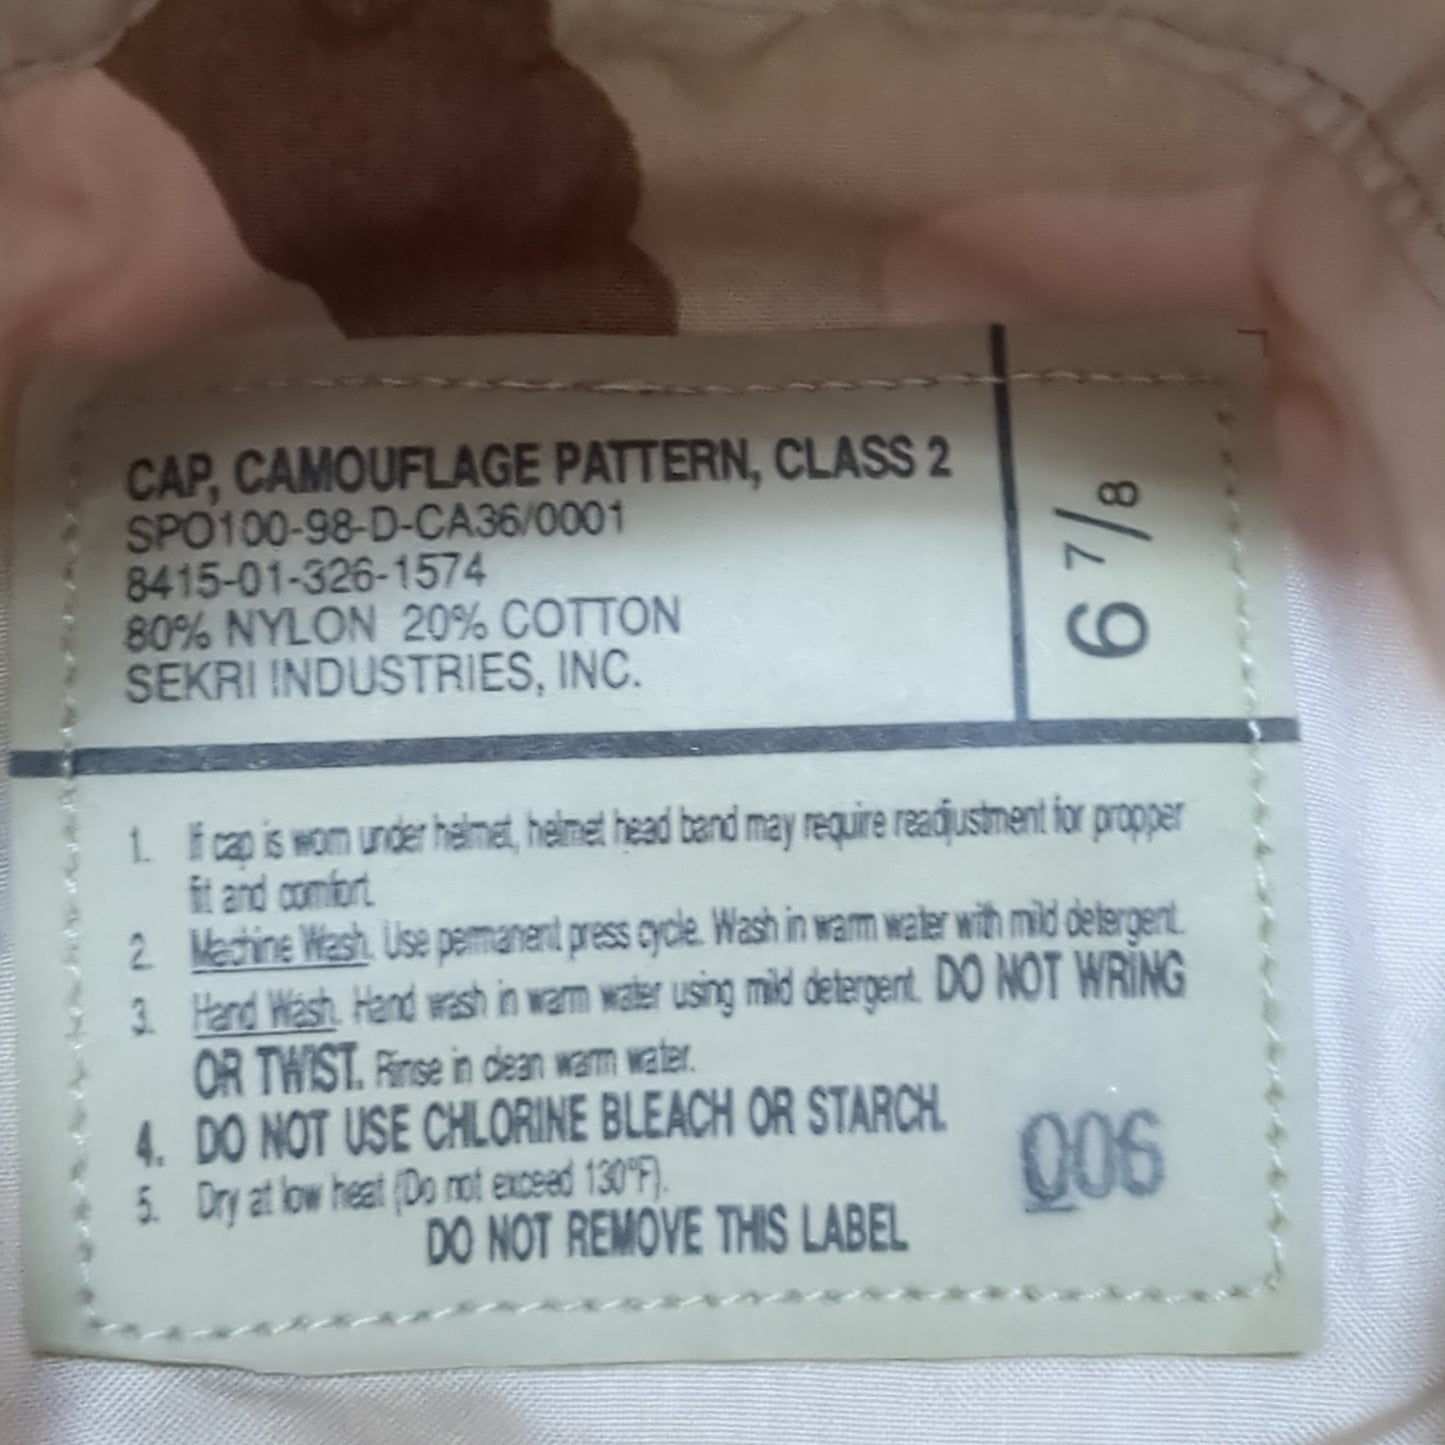 CAP, CAMOUFLAGE PATTERN, CLASS 2
SPO100-98-D-CA36/0001
8415-01-326-1574
80% NYLON 20% COTTON
SEKRI INDUSTRIES, INC.
6 7/8
1. If cap is worn under helmet, helmet head band may require readjustment for propper
fit and comfort.
2. Machine Wash. Use permanent press cycle. Wash in warm water with mild detergent.
3. Hand Wash. Hand wash in warm water using mild detergent. DO NOT WRING
OR TWIST. Rinse in clean warm water.
4. DO NOT USE CHLORINE BLEACH OR STARCH.
5. Dry at low heat (Do not exceed 130°F).
DO NOT REMOVE THIS LABEL
006